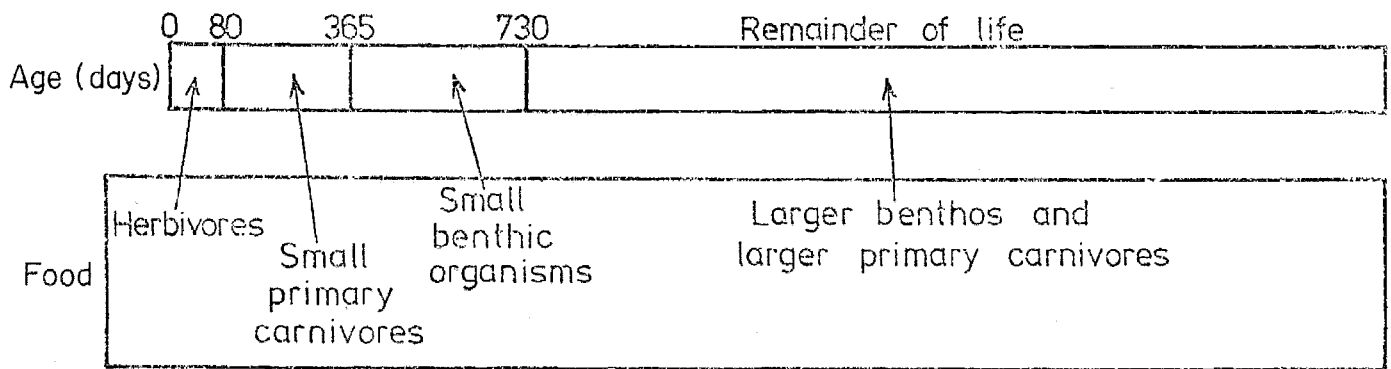 0 80 365 730 Remainder of life
Age (days)
Herbivores
Small
primary
carnivores
Small
benthic
organisms
Larger benthos and
larger primary carnivores
Food